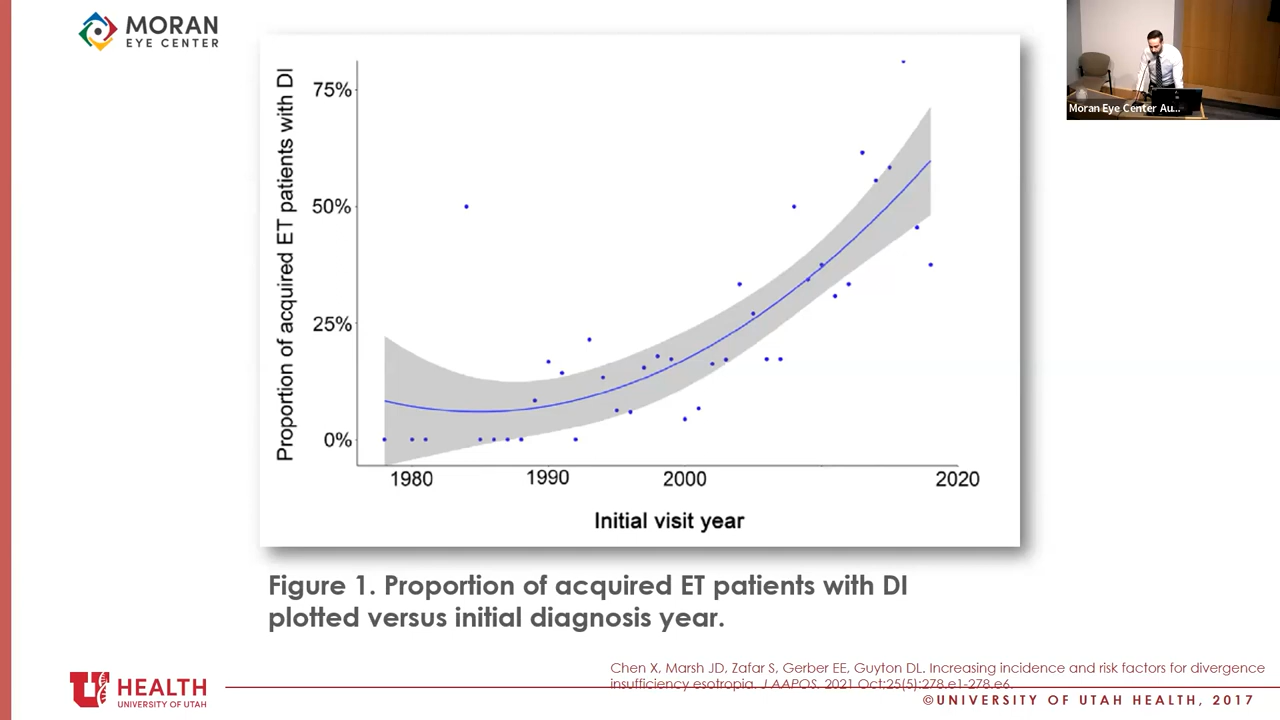 MORAN
EYE CENTER
Moran Eye Center Au...
Proportion of acquired ET patients with DI
75%
50%
25%
0%
1980
1990
2000
2020
Initial visit year
Figure 1. Proportion of acquired ET patients with DI
plotted versus initial diagnosis year.
Chen X, Marsh JD, Zafar S, Gerber EE, Guyton DL. Increasing incidence and risk factors for divergence
insufficiency esotropia. J AAPOS. 2021 Oct;25(5):278.e1-278.e6.
U HEALTH
UNIVERSITY OF UTAH
©UNIVERSITY OF UTAH HEALTH, 2017